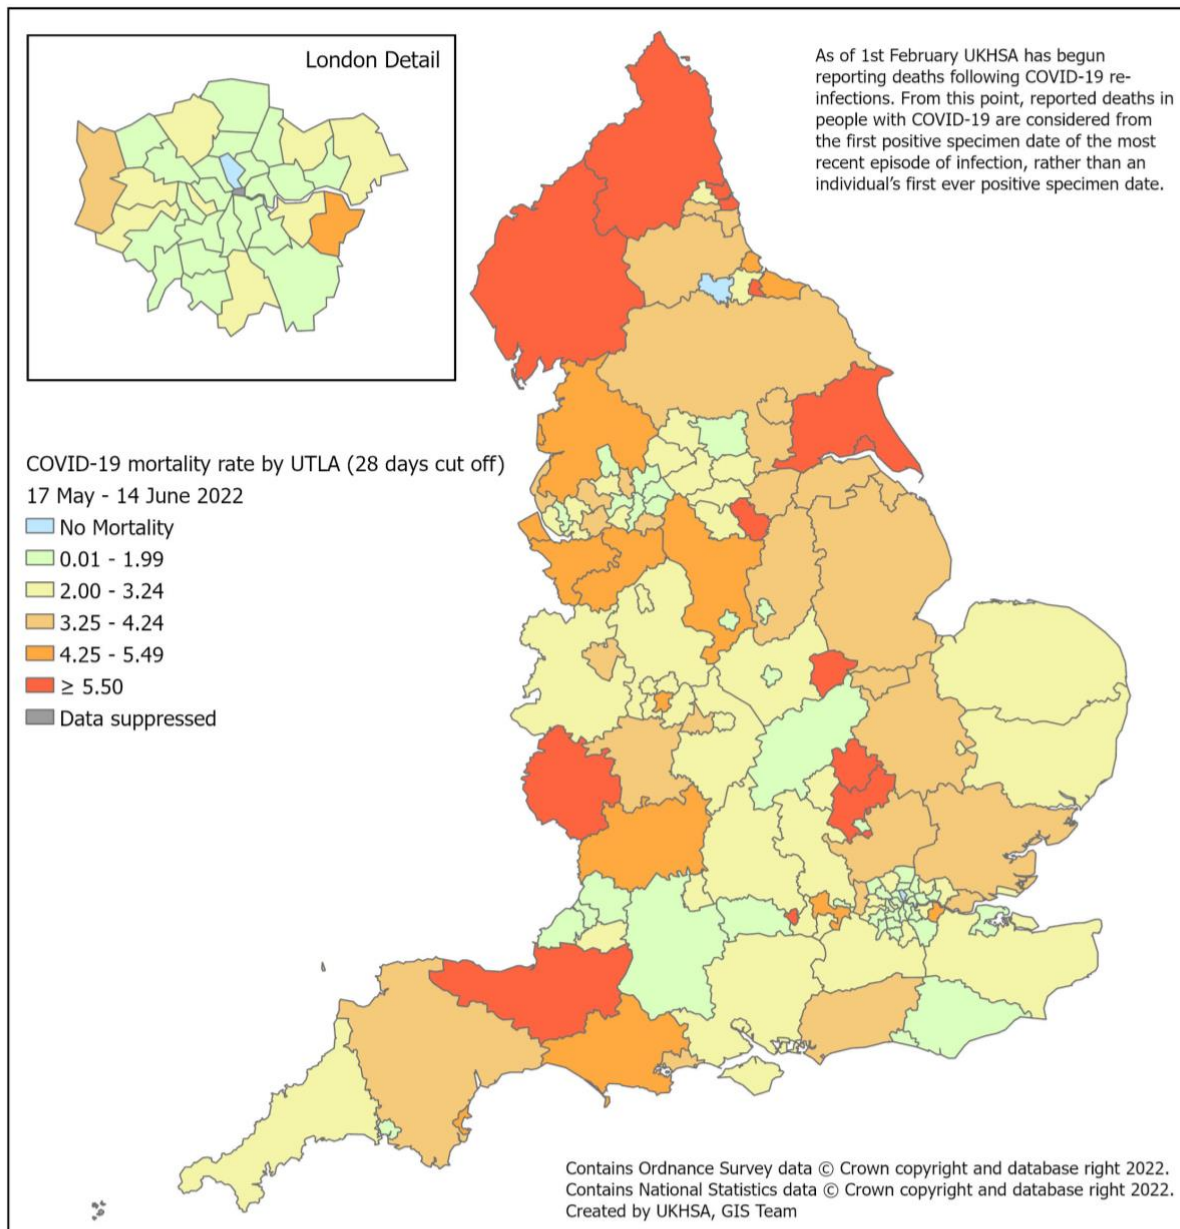 London Detail
As of 1st February UKHSA has begun
reporting deaths following COVID-19 re-
infections. From this point, reported deaths in
people with COVID-19 are considered from
the first positive specimen date of the most
recent episode of infection, rather than an
individual's first ever positive specimen date.
COVID-19 mortality rate by UTLA (28 days cut off)
17 May - 14 June 2022
No Mortality
0.01 - 1.99
2.00 - 3.24
3.25 - 4.24
4.25 - 5.49
≥ 5.50
Data suppressed
Contains Ordnance Survey data © Crown copyright and database right 2022.
Contains National Statistics data © Crown copyright and database right 2022.
Created by UKHSA, GIS Team